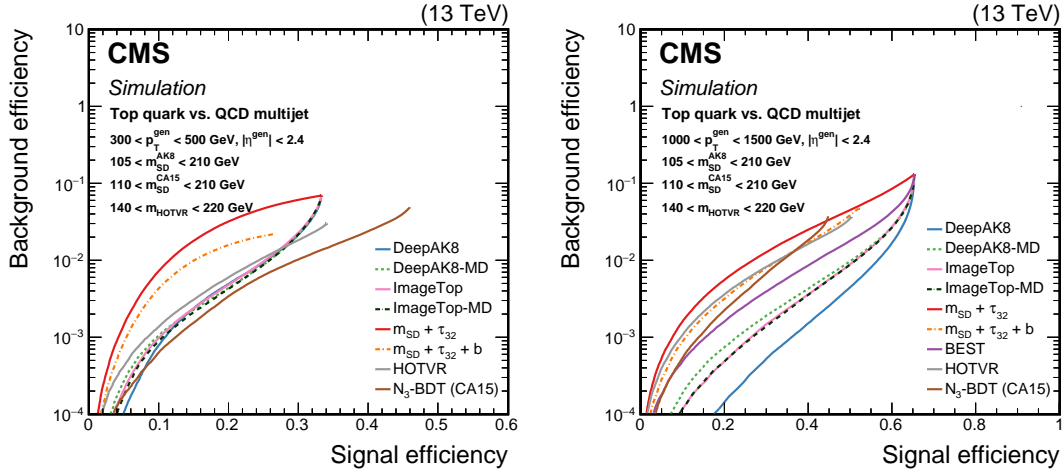 (13 TeV)
CMS
Simulation
Top quark vs. QCD multijet
300 < p_T^gen < 500 GeV, |η^gen| < 2.4
105 < m_SD^AK8 < 210 GeV
110 < m_SD^CA15 < 210 GeV
140 < m_HOTVR < 220 GeV
DeepAK8
DeepAK8-MD
ImageTop
ImageTop-MD
m_SD + τ_32
m_SD + τ_32 + b
HOTVR
N_3-BDT (CA15)
Background efficiency
10
1
10^−1
10^−2
10^−3
10^−4
0 0.1 0.2 0.3 0.4 0.5 0.6
Signal efficiency
(13 TeV)
CMS
Simulation
Top quark vs. QCD multijet
1000 < p_T^gen < 1500 GeV, |η^gen| < 2.4
105 < m_SD^AK8 < 210 GeV
110 < m_SD^CA15 < 210 GeV
140 < m_HOTVR < 220 GeV
DeepAK8
DeepAK8-MD
ImageTop
ImageTop-MD
m_SD + τ_32
m_SD + τ_32 + b
BEST
HOTVR
N_3-BDT (CA15)
Background efficiency
10
1
10^−1
10^−2
10^−3
10^−4
0 0.2 0.4 0.6 0.8 1
Signal efficiency